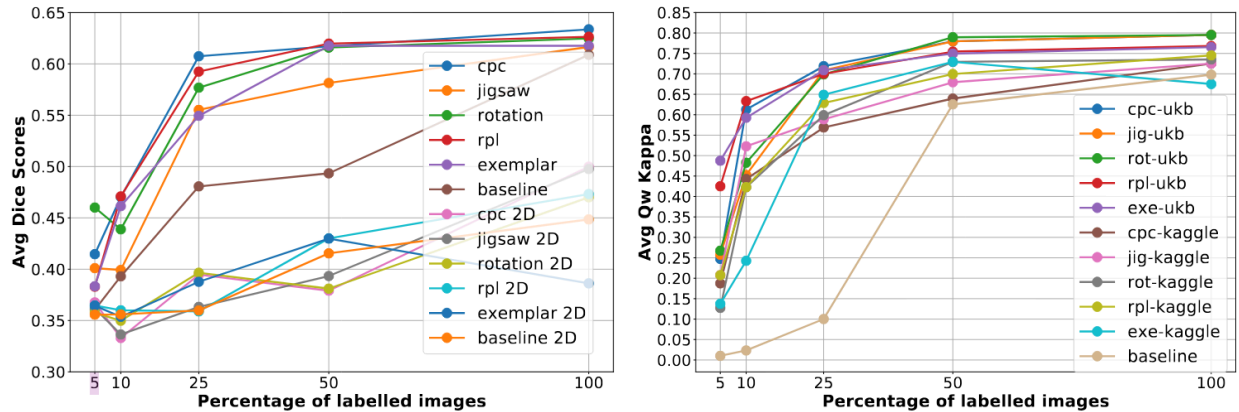 0.65
0.60
0.55
0.50
0.45
0.40
0.35
0.30
Avg Dice Scores
5 10 25 50 100
Percentage of labelled images
cpc
jigsaw
rotation
rpl
exemplar
baseline
cpc 2D
jigsaw 2D
rotation 2D
rpl 2D
exemplar 2D
baseline 2D
0.85
0.80
0.75
0.70
0.65
0.60
0.55
0.50
0.45
0.40
0.35
0.30
0.25
0.20
0.15
0.10
0.05
0.00
Avg Qw Kappa
5 10 25 50 100
Percentage of labelled images
cpc-ukb
jig-ukb
rot-ukb
rpl-ukb
exe-ukb
cpc-kaggle
jig-kaggle
rot-kaggle
rpl-kaggle
exe-kaggle
baseline